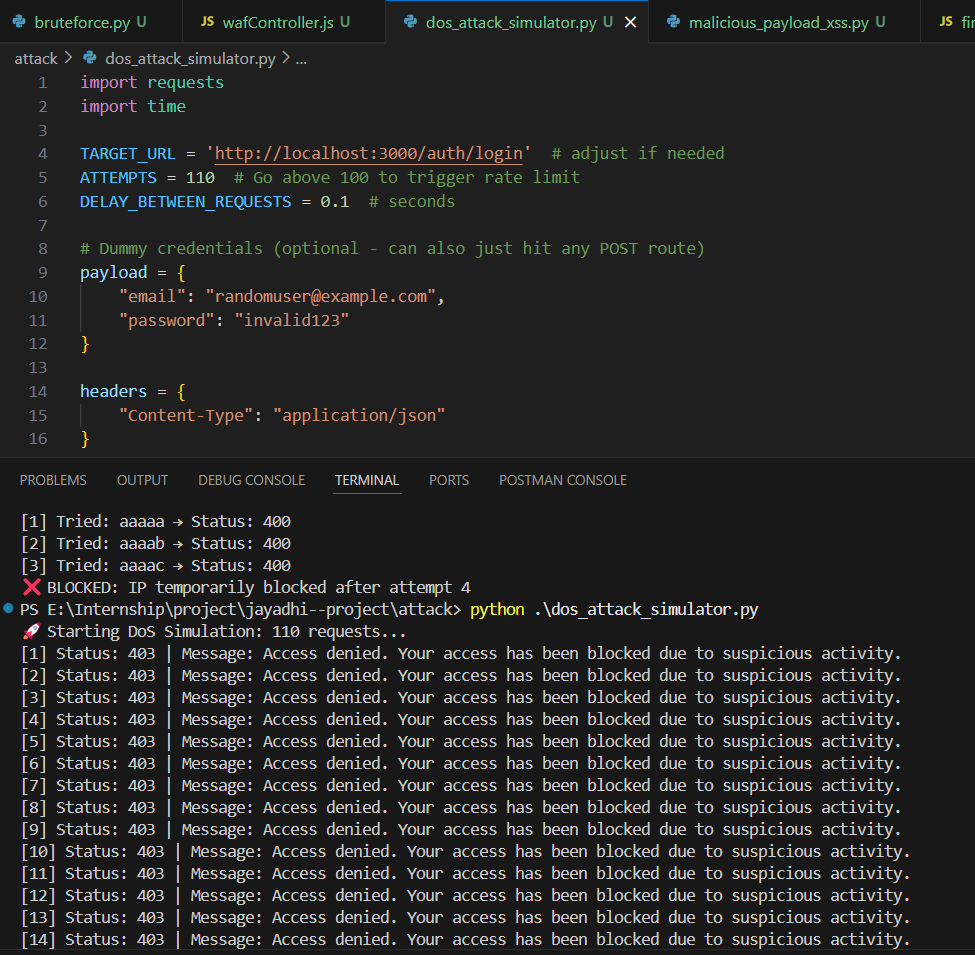 bruteforce.py U JS wafController.js U dos_attack_simulator.py U × malicious_payload_xss.py U JS fir
attack > dos_attack_simulator.py > ...
1 import requests
2 import time
3
4 TARGET_URL = 'http://localhost:3000/auth/login'  # adjust if needed
5 ATTEMPTS = 110  # Go above 100 to trigger rate limit
6 DELAY_BETWEEN_REQUESTS = 0.1  # seconds
7
8 # Dummy credentials (optional - can also just hit any POST route)
9 payload = {
10     "email": "randomuser@example.com",
11     "password": "invalid123"
12 }
13
14 headers = {
15     "Content-Type": "application/json"
16 }
PROBLEMS OUTPUT DEBUG CONSOLE TERMINAL PORTS POSTMAN CONSOLE
[1] Tried: aaaaa → Status: 400
[2] Tried: aaaab → Status: 400
[3] Tried: aaaac → Status: 400
❌ BLOCKED: IP temporarily blocked after attempt 4
PS E:\Internship\project\jayadhi--project\attack> python .\dos_attack_simulator.py
🚀 Starting DoS Simulation: 110 requests...
[1] Status: 403 | Message: Access denied. Your access has been blocked due to suspicious activity.
[2] Status: 403 | Message: Access denied. Your access has been blocked due to suspicious activity.
[3] Status: 403 | Message: Access denied. Your access has been blocked due to suspicious activity.
[4] Status: 403 | Message: Access denied. Your access has been blocked due to suspicious activity.
[5] Status: 403 | Message: Access denied. Your access has been blocked due to suspicious activity.
[6] Status: 403 | Message: Access denied. Your access has been blocked due to suspicious activity.
[7] Status: 403 | Message: Access denied. Your access has been blocked due to suspicious activity.
[8] Status: 403 | Message: Access denied. Your access has been blocked due to suspicious activity.
[9] Status: 403 | Message: Access denied. Your access has been blocked due to suspicious activity.
[10] Status: 403 | Message: Access denied. Your access has been blocked due to suspicious activity.
[11] Status: 403 | Message: Access denied. Your access has been blocked due to suspicious activity.
[12] Status: 403 | Message: Access denied. Your access has been blocked due to suspicious activity.
[13] Status: 403 | Message: Access denied. Your access has been blocked due to suspicious activity.
[14] Status: 403 | Message: Access denied. Your access has been blocked due to suspicious activity.